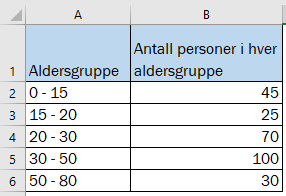 A B
Antall personer i hver
1 Aldersgruppe aldersgruppe
2 0 - 15 45
3 15 - 20 25
4 20 - 30 70
5 30 - 50 100
6 50 - 80 30